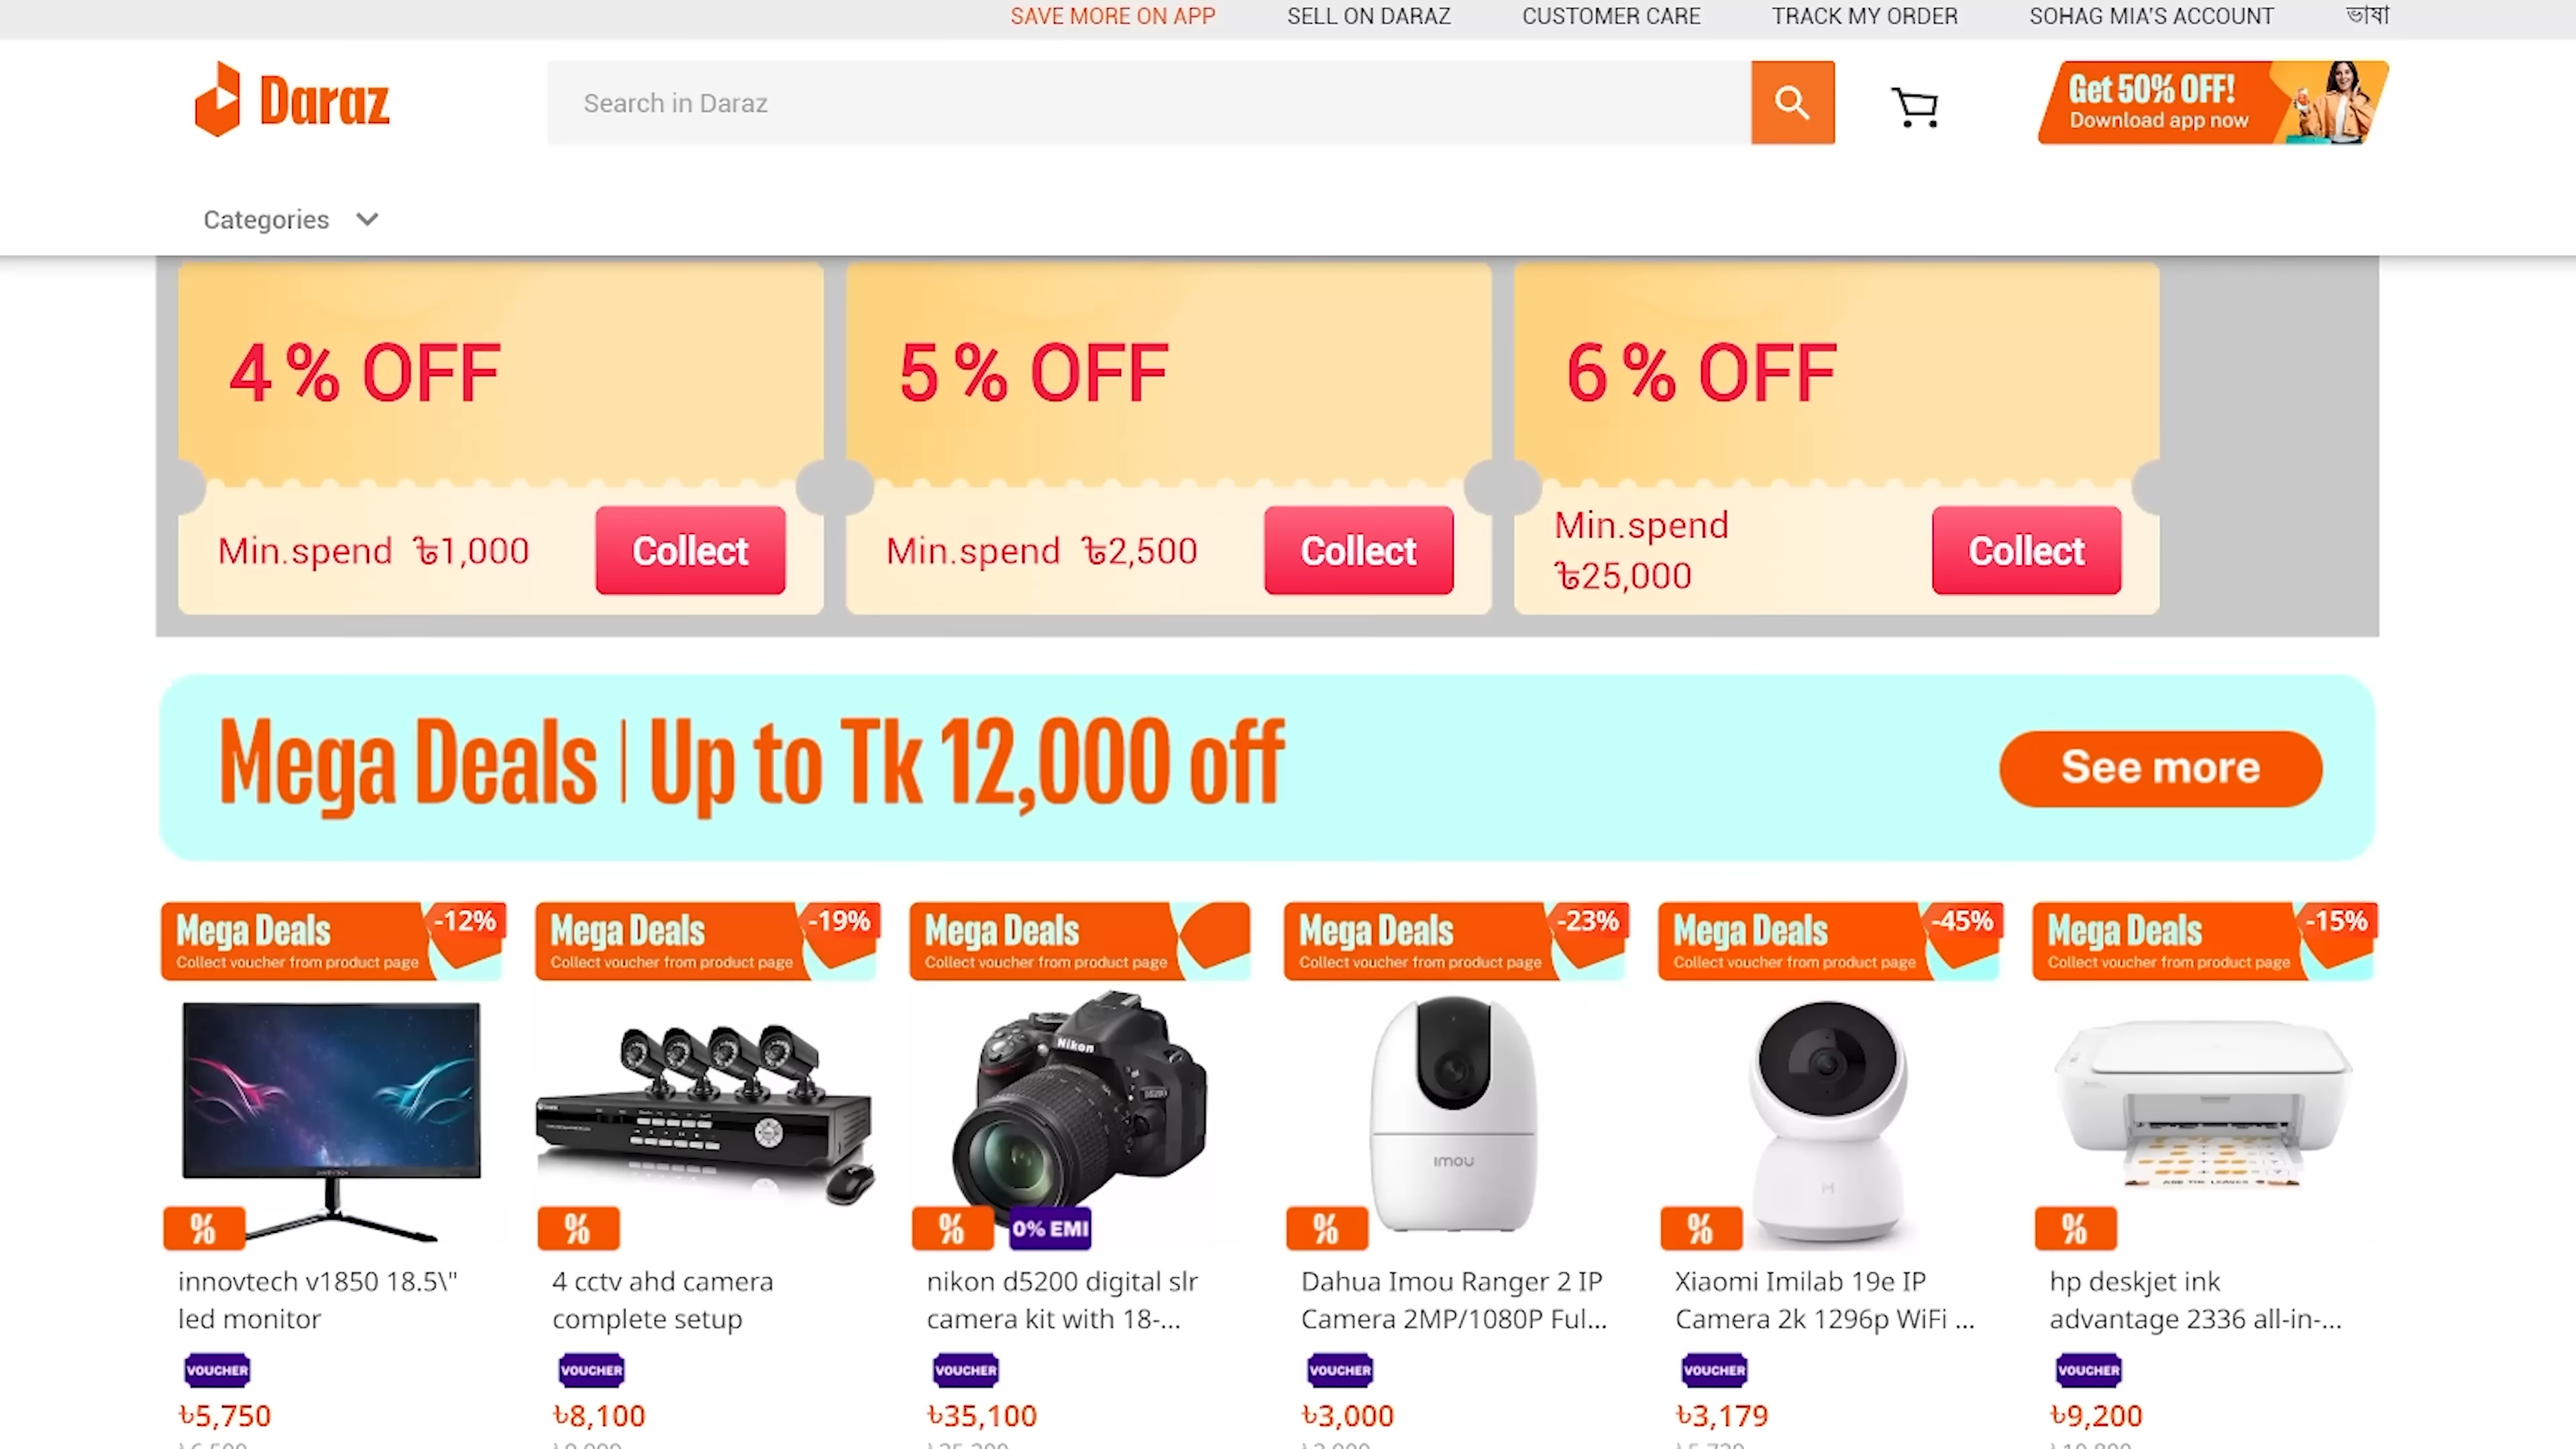 SAVE MORE ON APP SELL ON DARAZ CUSTOMER CARE TRACK MY ORDER SOHAG MIA'S ACCOUNT ভাষা
Daraz
Search in Daraz
Get 50% OFF!
Download app now
Categories
4% OFF
Min.spend ৳1,000
Collect
5% OFF
Min.spend ৳2,500
Collect
6% OFF
Min.spend
৳25,000
Collect
Mega Deals | Up to Tk 12,000 off
See more
Mega Deals
Collect voucher from product page
-12%
Mega Deals
Collect voucher from product page
-19%
Mega Deals
Collect voucher from product page
Mega Deals
Collect voucher from product page
-23%
Mega Deals
Collect voucher from product page
-45%
Mega Deals
Collect voucher from product page
-15%
Nikon
D5200
imou
%
%
%
0% EMI
%
%
%
innovtech v1850 18.5\"
led monitor
VOUCHER
৳5,750
4 cctv ahd camera
complete setup
VOUCHER
৳8,100
nikon d5200 digital slr
camera kit with 18-...
VOUCHER
৳35,100
Dahua Imou Ranger 2 IP
Camera 2MP/1080P Ful...
VOUCHER
৳3,000
Xiaomi Imilab 19e IP
Camera 2k 1296p WiFi ...
VOUCHER
৳3,179
hp deskjet ink
advantage 2336 all-in-...
VOUCHER
৳9,200